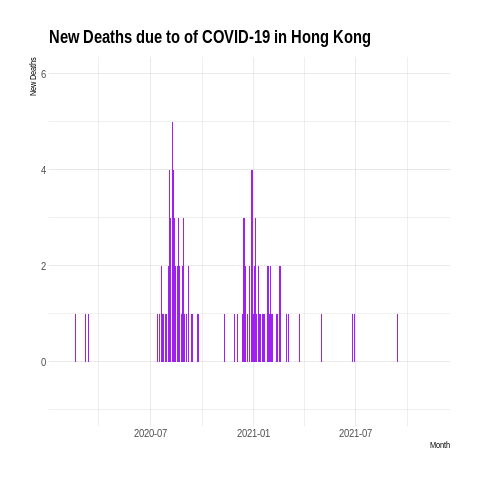 New Deaths due to of COVID-19 in Hong Kong
New Deaths
6
4
2
0
2020-07
2021-01
2021-07
Month